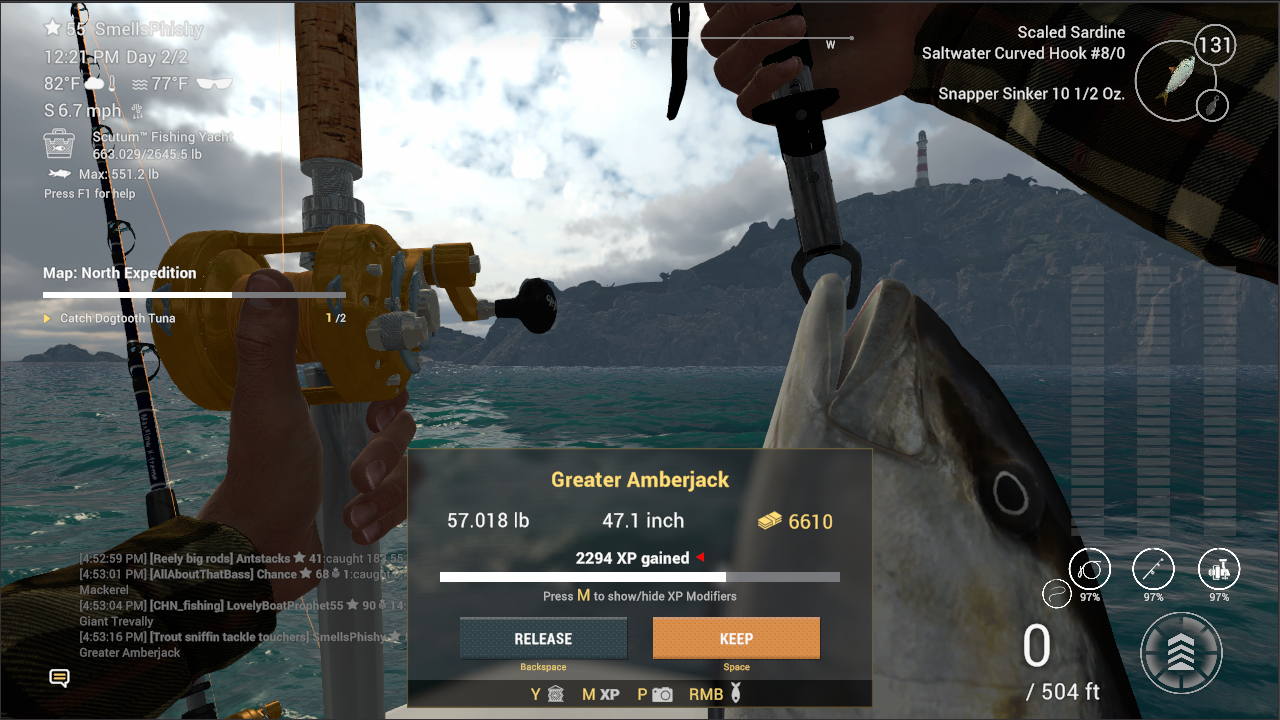 55 SmellsPhishy
12:21 PM Day 2/2
82°F 77°F
S 6.7 mph
Scutum™ Fishing Yacht
663.029/2645.5 lb
Max: 551.2 lb
Press F1 for help
Map: North Expedition
Catch Dogtooth Tuna 1 /2
S W
Scaled Sardine
Saltwater Curved Hook #8/0
131
Snapper Sinker 10 1/2 Oz.
[4:52:59 PM] [Reely big rods] Antstacks 41:caught 18 55
[4:53:01 PM] [AllAboutThatBass] Chance 68 1:caught
Mackerel
[4:53:04 PM] [CHN_fishing] LovelyBoatProphet55 90 14
Giant Trevally
[4:53:16 PM] [Trout sniffin tackle touchers] SmellsPhishy
Greater Amberjack
Greater Amberjack
57.018 lb 47.1 inch 6610
2294 XP gained
Press M to show/hide XP Modifiers
RELEASE KEEP
Backspace Space
Y M XP P RMB
97% 97% 97%
0
/ 504 ft